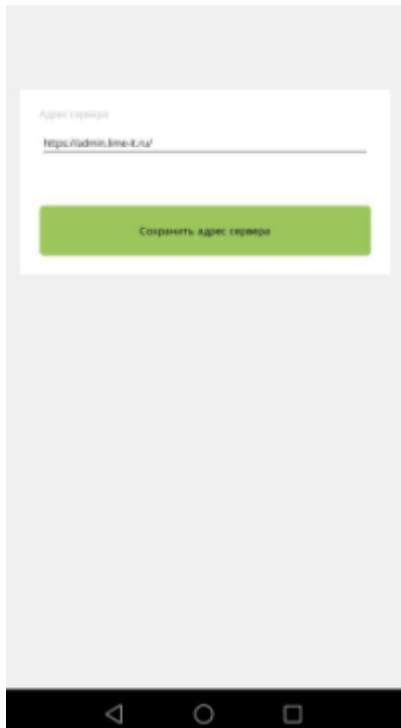 Адрес сервера
https://admin.lime-it.ru/
Сохранить адрес сервера